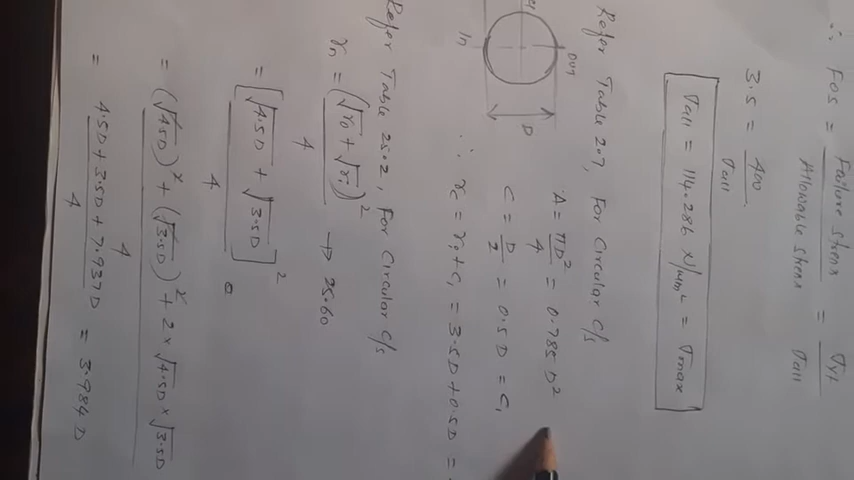 ∴ FOS = Failure stress / Allowable stress = σyt / σall
3.5 = 400 / σall
σall = 114.286 N/mm² = σmax
Refer Table 2.7, For Circular c/s
A = πD² / 4 = 0.785 D²
C = D / 2 = 0.5D = C₁
In
OUT
D
∴ rc = ri + c₁ = 3.5D + 0.5D =
Refer Table 25.2, For Circular c/s
rn = (√ro + √ri)² / 4 → 25.60
= [√4.5D + √3.5D]² / 4
= (√4.5D)² + (√3.5D)² + 2 × √4.5D × √3.5D / 4
= 4.5D + 3.5D + 7.937D / 4 = 3.984D